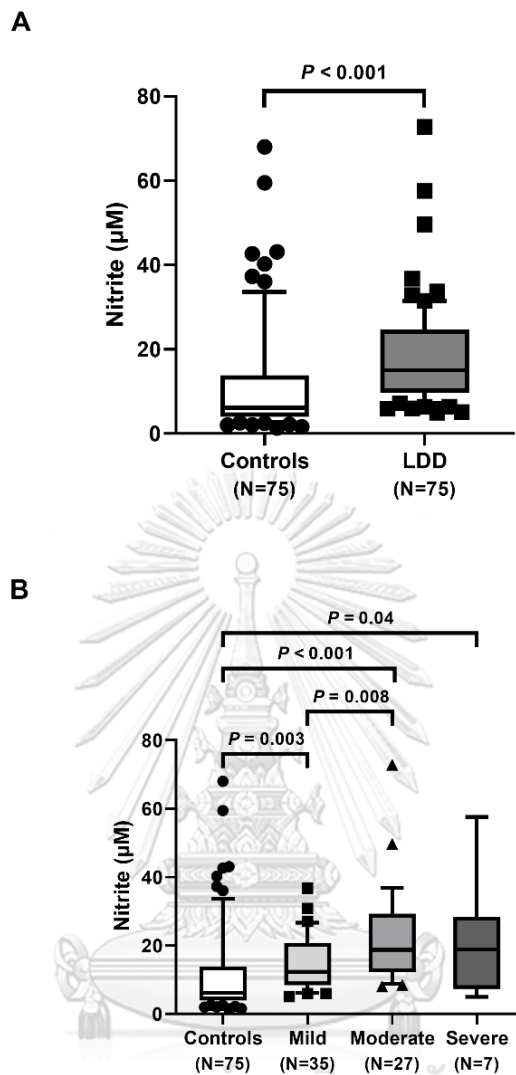 A
P < 0.001
80
60
40
20
0
Nitrite (µM)
Controls LDD
(N=75) (N=75)
B
P = 0.04
P < 0.001
P = 0.008
P = 0.003
80
60
40
20
0
Nitrite (µM)
Controls Mild Moderate Severe
(N=75) (N=35) (N=27) (N=7)